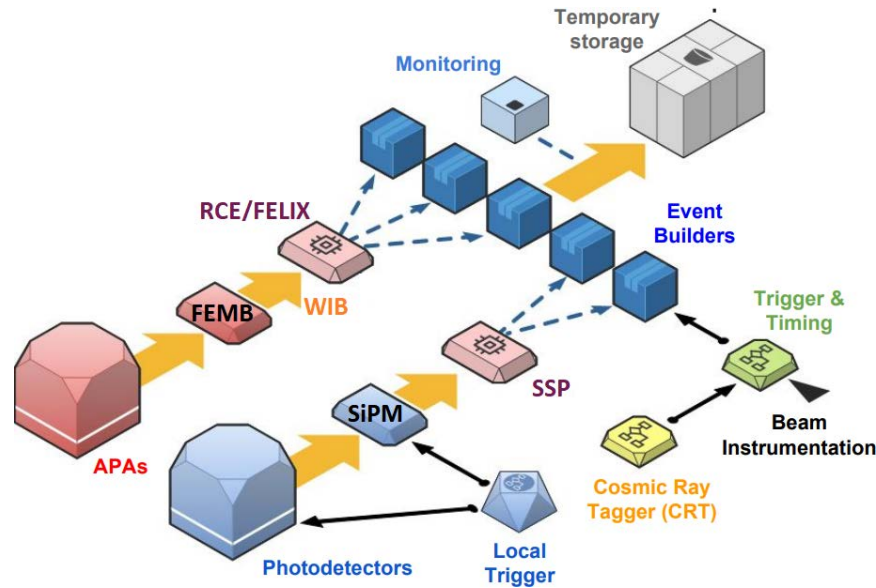 Temporary
storage
Monitoring
RCE/FELIX
Event
Builders
FEMB
WIB
Trigger &
Timing
SSP
SiPM
Beam
Instrumentation
APAs
Cosmic Ray
Tagger (CRT)
Photodetectors
Local
Trigger